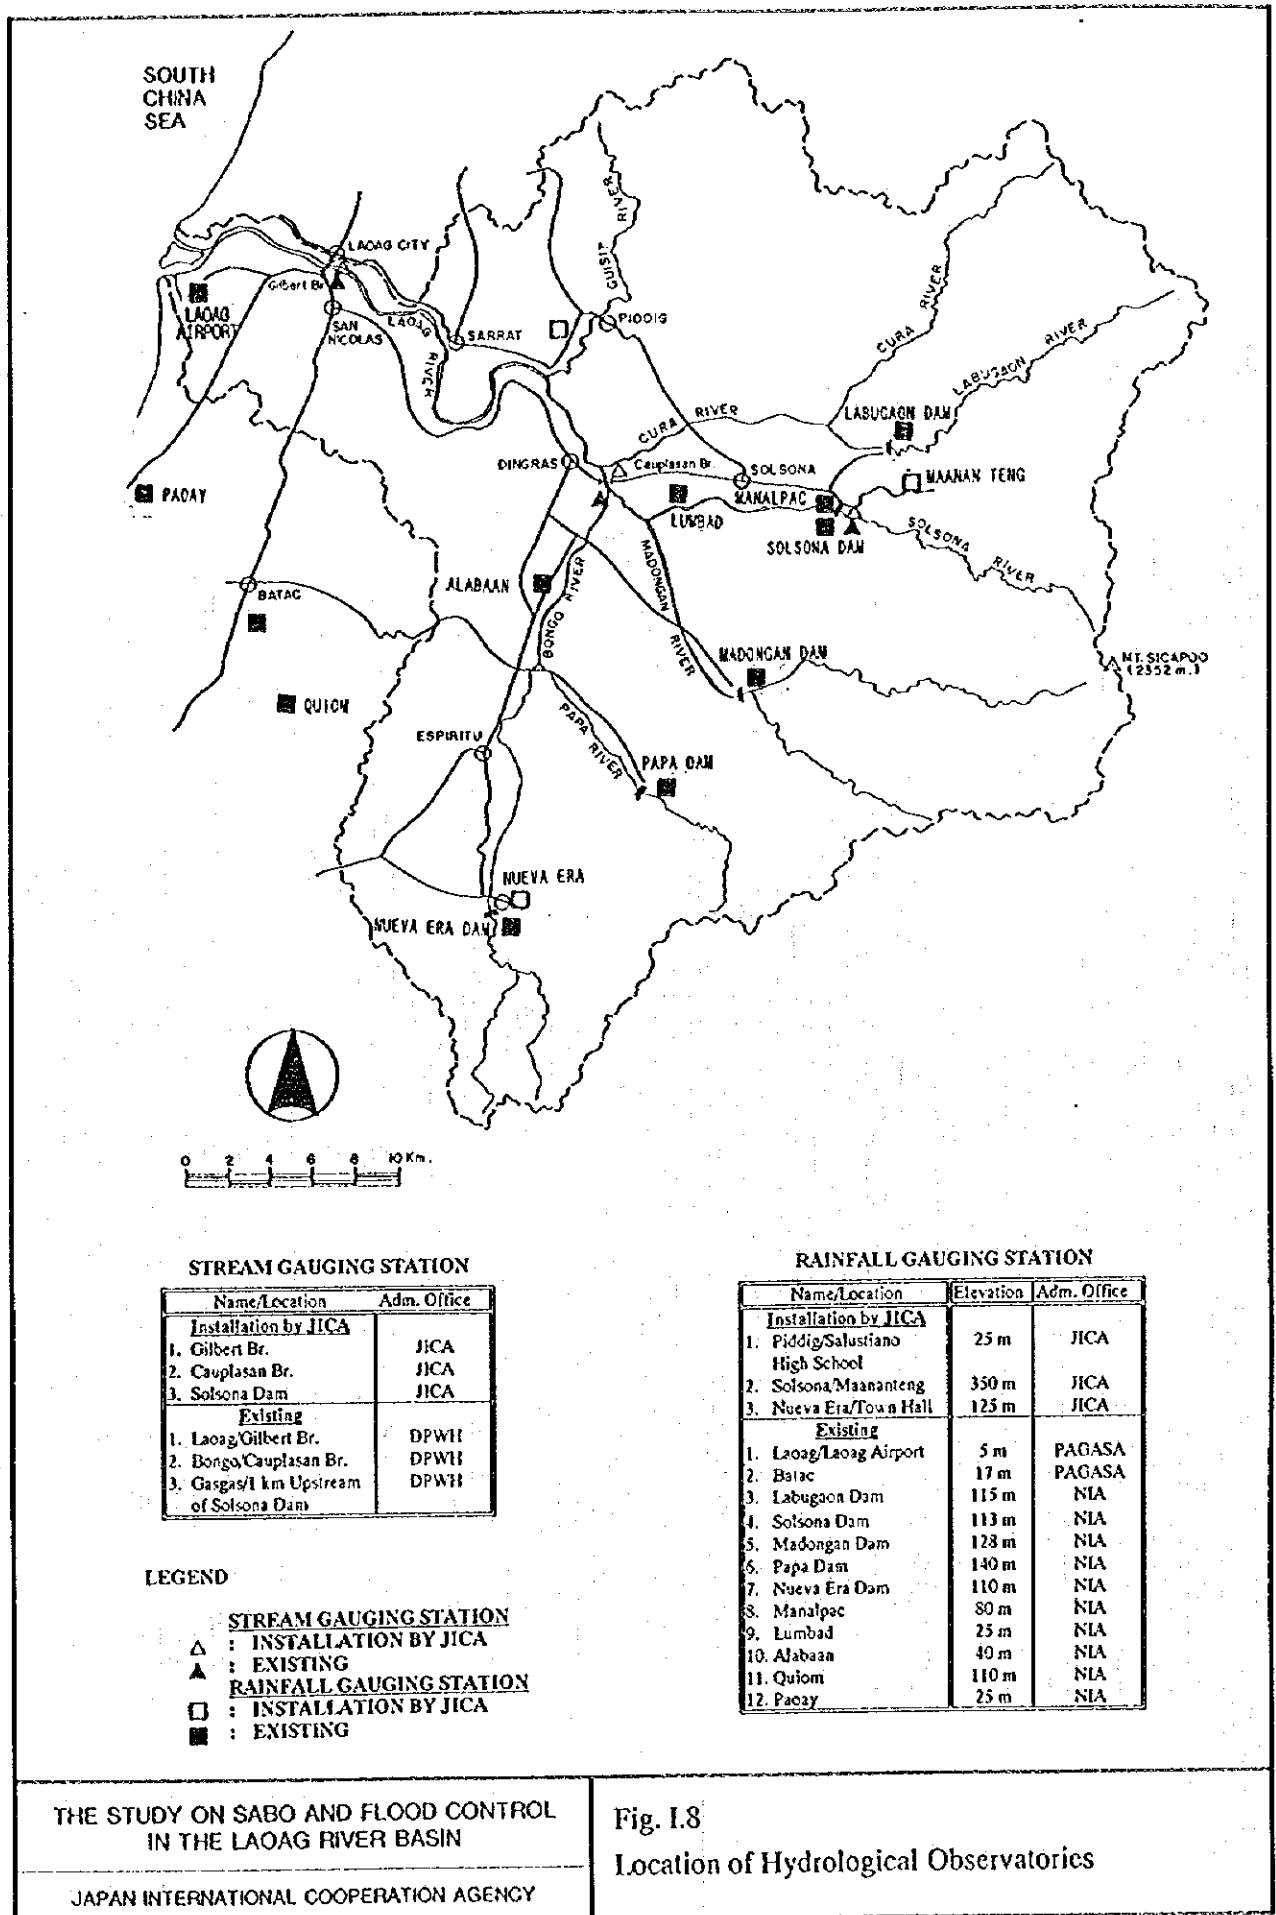 SOUTH
CHINA
SEA
LAOAG CITY
Gilbert Br.
LAOAG
AIRPORT
SAN
NICOLAS
LAOAG
RIVER
SARRAT
GUISIT RIVER
PIDDIG
CURA RIVER
LABUGAON RIVER
CURA RIVER
LABUGAON DAM
DINGRAS
Cauplasan Br.
SOLSONA
MAANAN TENG
PAOAY
LUMBAD
MANALPAC
SOLSONA DAM
SOLSONA RIVER
ALABAAN
BONGO RIVER
MADONGAN
RIVER
BATAC
MADONGAN DAM
MT. SICAPOO
(2352 m.)
QUIOM
ESPIRITU
PAPA RIVER
PAPA DAM
NUEVA ERA
NUEVA ERA DAM
0 2 4 6 8 10 Km.
STREAM GAUGING STATION
Name/Location Adm. Office
Installation by JICA
1. Gilbert Br. JICA
2. Cauplasan Br. JICA
3. Solsona Dam JICA
Existing
1. Laoag/Gilbert Br. DPWH
2. Bongo/Cauplasan Br. DPWH
3. Gasgas/1 km Upstream DPWH
of Solsona Dam
RAINFALL GAUGING STATION
Name/Location Elevation Adm. Office
Installation by JICA
1. Piddig/Salustiano 25 m JICA
High School
2. Solsona/Maananteng 350 m JICA
3. Nueva Era/Town Hall 125 m JICA
Existing
1. Laoag/Laoag Airport 5 m PAGASA
2. Batac 17 m PAGASA
3. Labugaon Dam 115 m NIA
4. Solsona Dam 113 m NIA
5. Madongan Dam 128 m NIA
6. Papa Dam 140 m NIA
7. Nueva Era Dam 110 m NIA
8. Manalpac 80 m NIA
9. Lumbad 25 m NIA
10. Alabaan 40 m NIA
11. Quiom 110 m NIA
12. Paoay 25 m NIA
LEGEND
STREAM GAUGING STATION
: INSTALLATION BY JICA
: EXISTING
RAINFALL GAUGING STATION
: INSTALLATION BY JICA
: EXISTING
THE STUDY ON SABO AND FLOOD CONTROL
IN THE LAOAG RIVER BASIN
JAPAN INTERNATIONAL COOPERATION AGENCY
Fig. I.8
Location of Hydrological Observatories